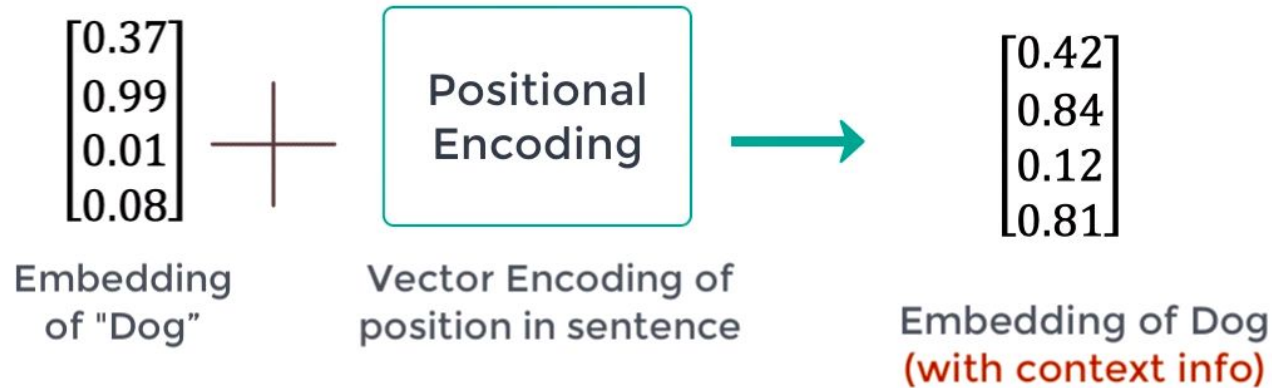 [0.37]
[0.99]
[0.01]
[0.08]
Embedding
of "Dog”
Positional
Encoding
Vector Encoding of
position in sentence
[0.42]
[0.84]
[0.12]
[0.81]
Embedding of Dog
(with context info)